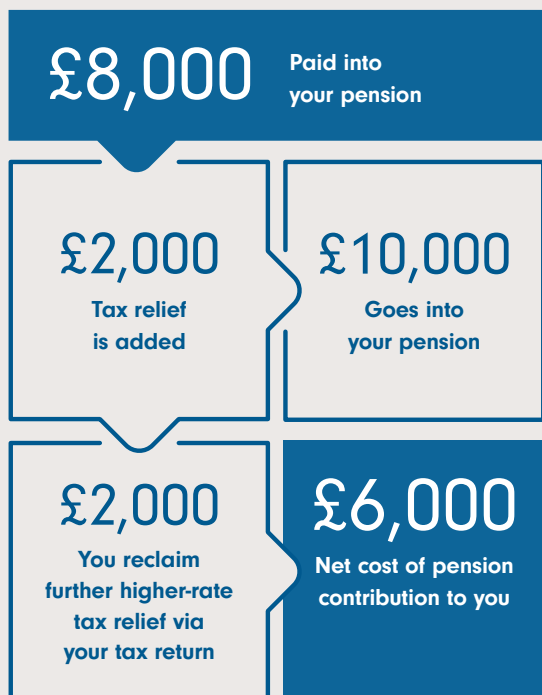 £8,000
Paid into
your pension
£2,000
Tax relief
is added
£10,000
Goes into
your pension
£2,000
You reclaim
further higher-rate
tax relief via
your tax return
£6,000
Net cost of pension
contribution to you